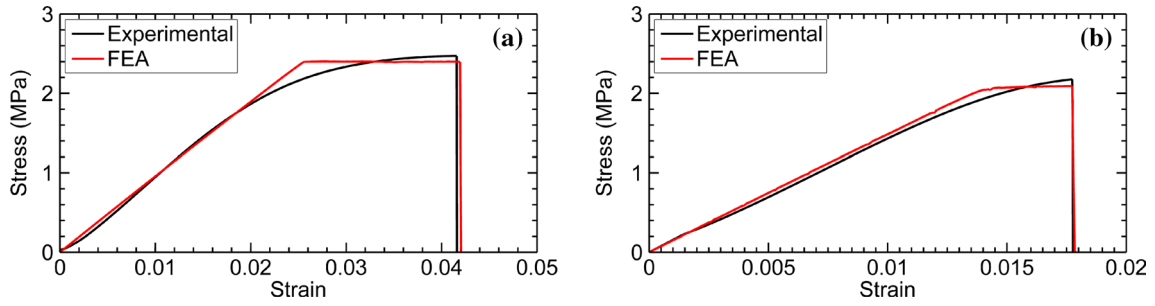 3
2
1
0
Stress (MPa)
Experimental
FEA
(a)
0 0.01 0.02 0.03 0.04 0.05
Strain
3
2
1
0
Stress (MPa)
Experimental
FEA
(b)
0 0.005 0.01 0.015 0.02
Strain